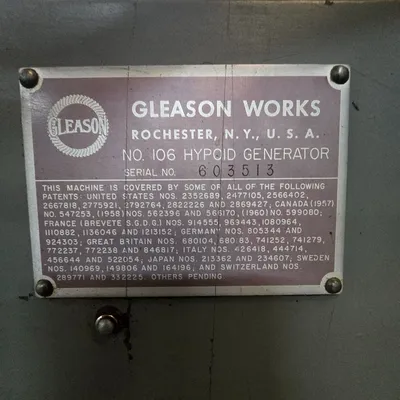 GLEASON
GLEASON WORKS
ROCHESTER, N.Y., U.S.A.
NO. 106 HYPOID GENERATOR
SERIAL NO. 603513
THIS MACHINE IS COVERED BY SOME OF ALL OF THE FOLLOWING
PATENTS: UNITED STATES NOS. 2352689, 2477105, 2566402,
2667818, 2775921, 2792764, 2822226 AND 2869427, CANADA (1957)
NO. 547253, (1958) NOS. 562396 AND 566170, (1960) NO. 599080;
FRANCE (BREVETE S.G.D.G.) NOS. 914555, 969443, 1080964,
1110882, 1136046 AND 1213152; GERMANY NOS. 805344 AND
924303; GREAT BRITAIN NOS. 680104, 680183, 741252, 741279,
772237, 772238 AND 846817; ITALY NOS. 426418, 444714,
456644 AND 522054; JAPAN NOS. 213362 AND 234607; SWEDEN
NOS. 140969, 149806 AND 164196; AND SWITZERLAND NOS.
289771 AND 332225. OTHERS PENDING.